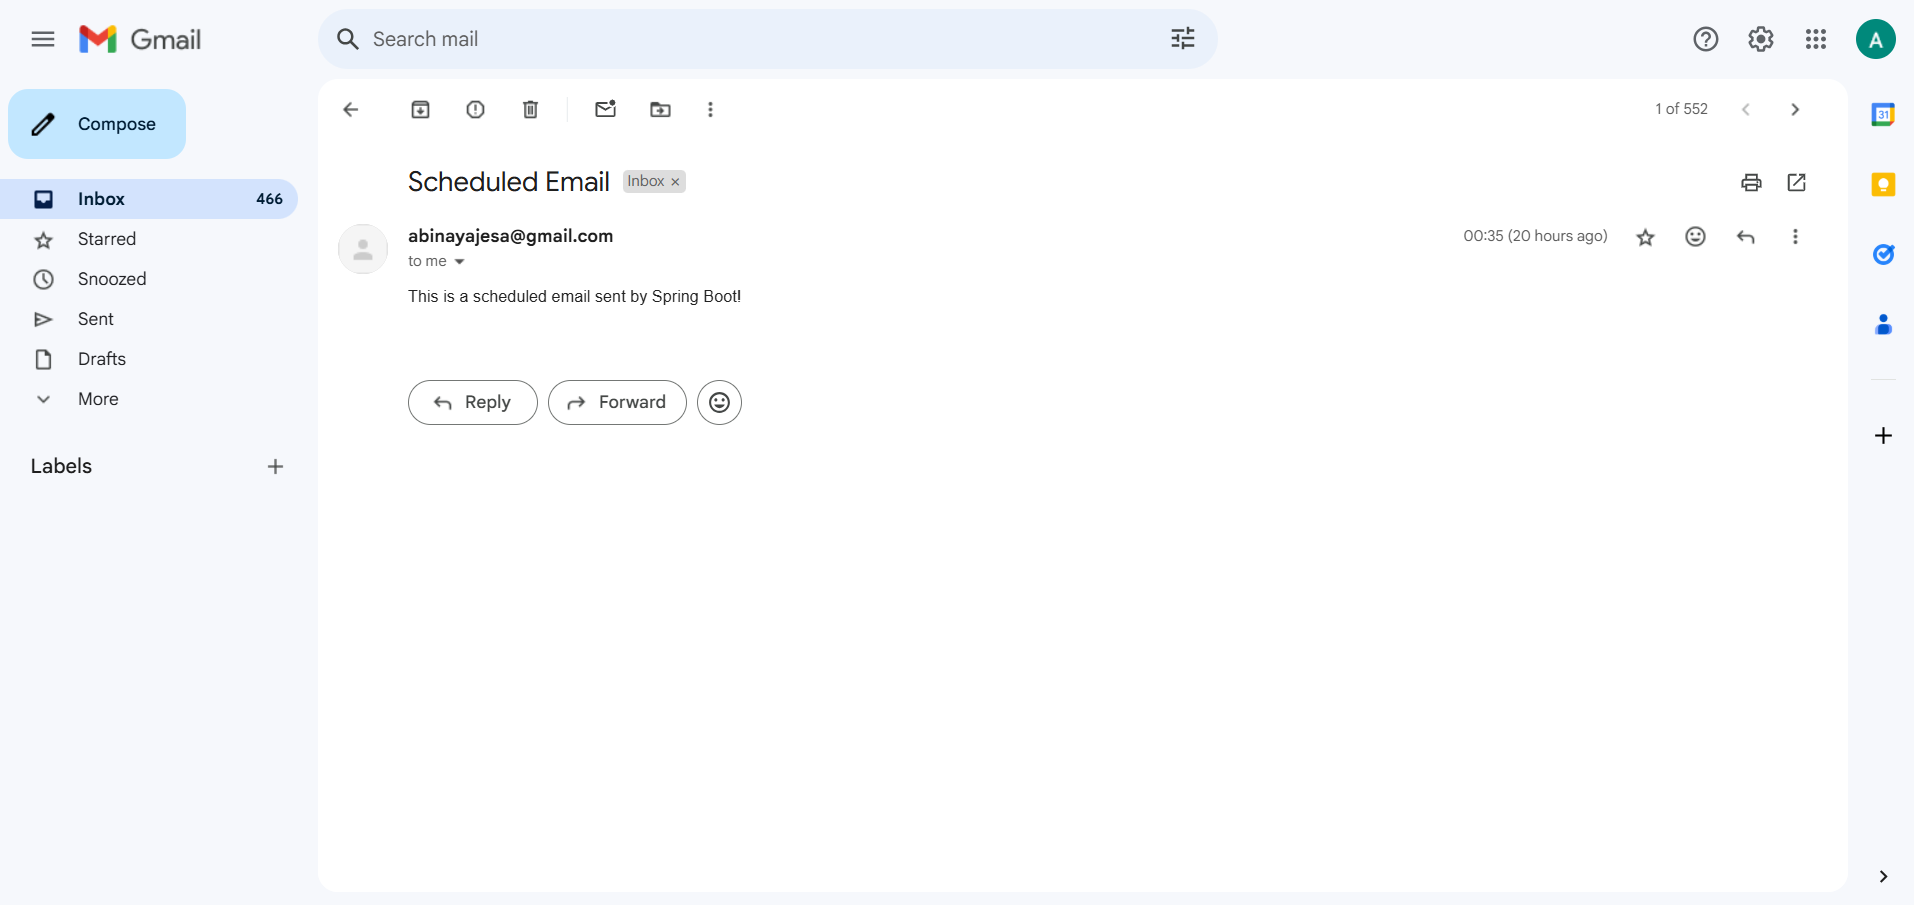 Gmail
Search mail
A
Compose
1 of 552
31
Inbox 466
Starred
Snoozed
Sent
Drafts
More
Labels
Scheduled Email Inbox ×
abinayajesa@gmail.com 00:35 (20 hours ago)
to me
This is a scheduled email sent by Spring Boot!
Reply Forward